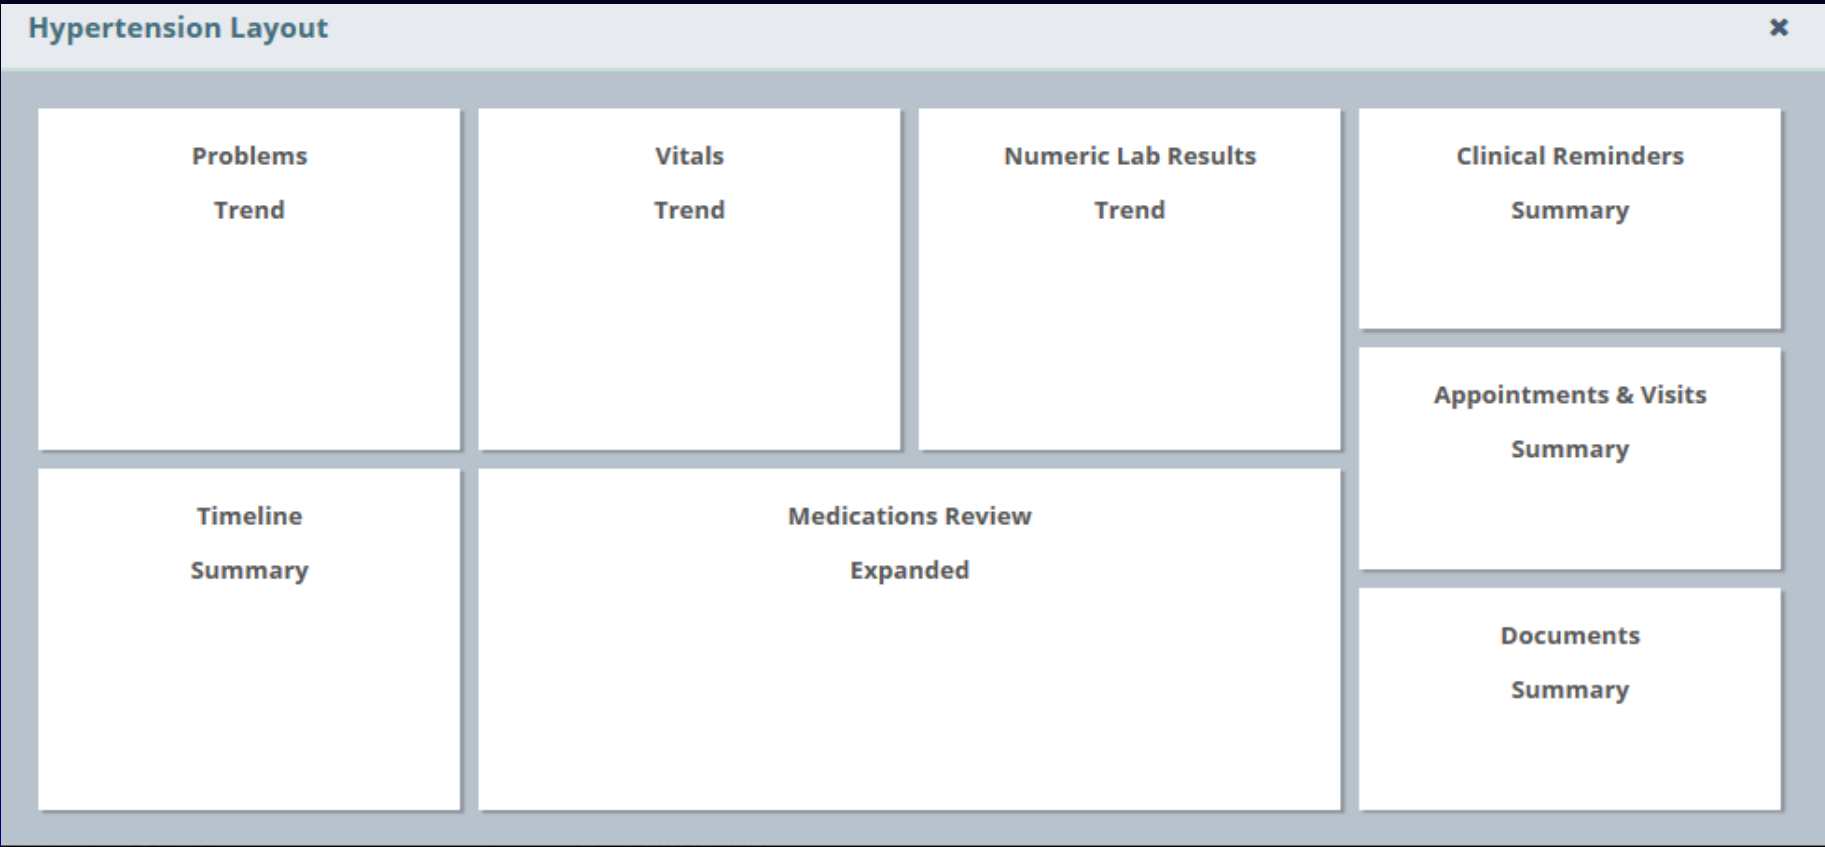 Hypertension Layout
Problems
Trend
Vitals
Trend
Numeric Lab Results
Trend
Clinical Reminders
Summary
Appointments & Visits
Summary
Timeline
Summary
Medications Review
Expanded
Documents
Summary